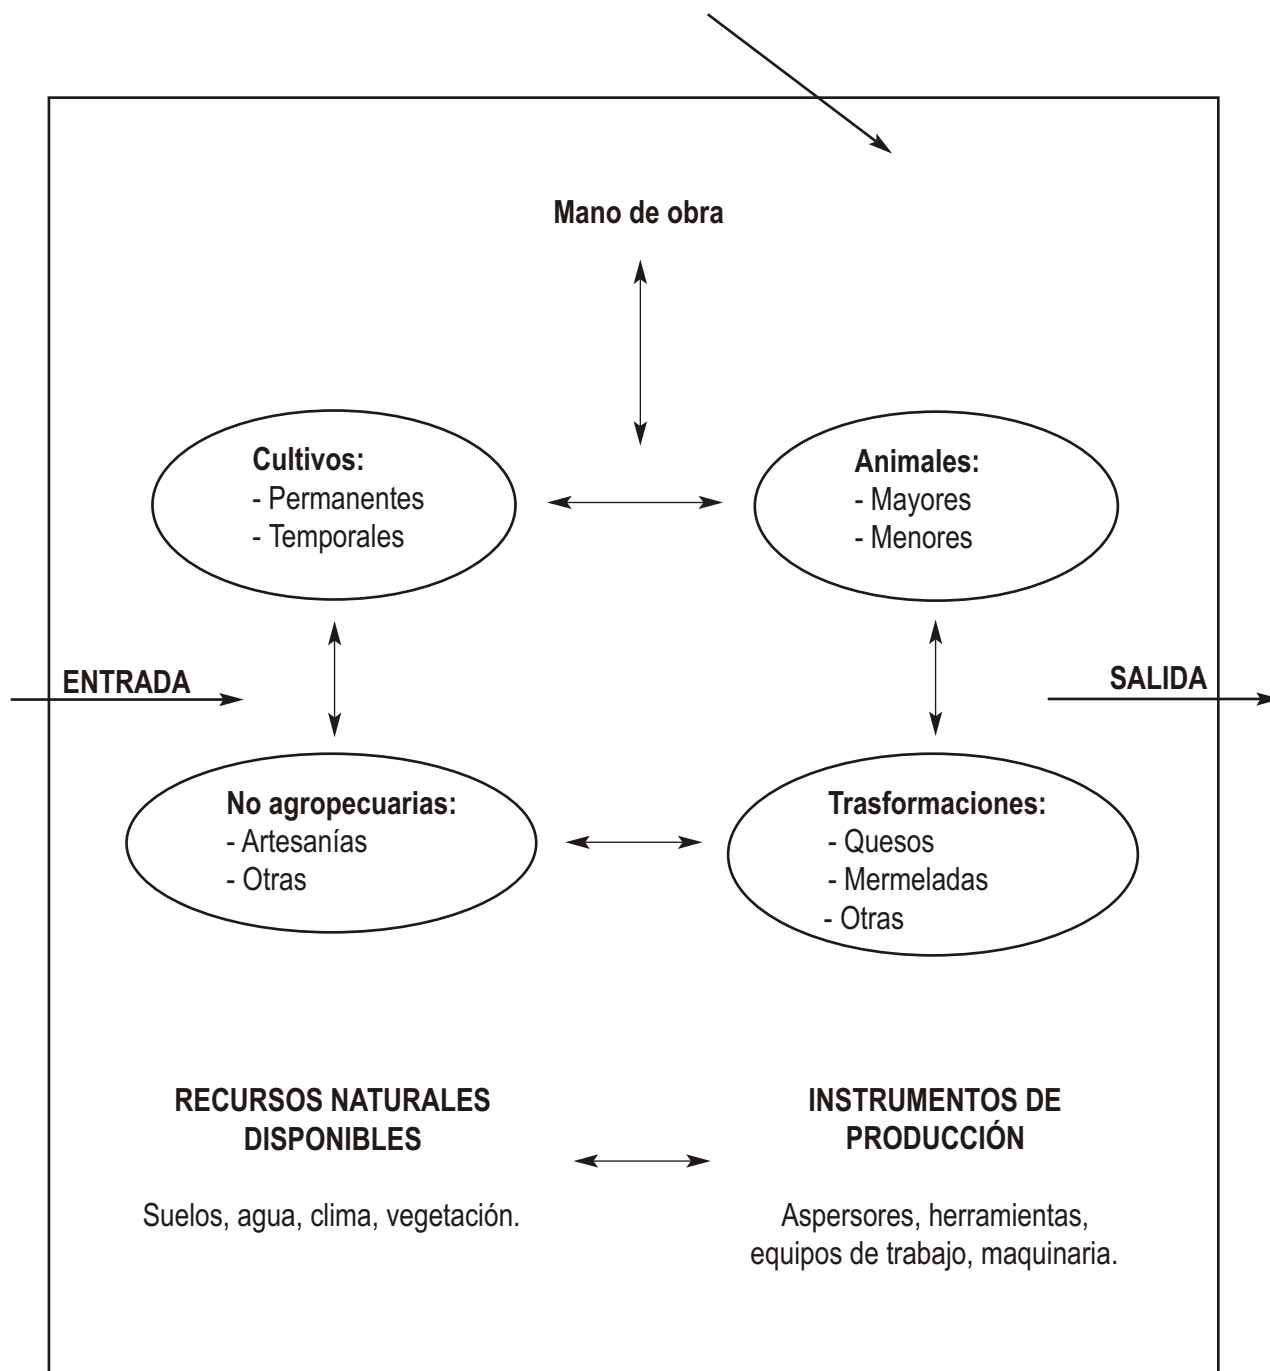 Mano de obra
Cultivos:
- Permanentes
- Temporales
Animales:
- Mayores
- Menores
ENTRADA
SALIDA
No agropecuarias:
- Artesanías
- Otras
Trasformaciones:
- Quesos
- Mermeladas
- Otras
RECURSOS NATURALES
DISPONIBLES
Suelos, agua, clima, vegetación.
INSTRUMENTOS DE
PRODUCCIÓN
Aspersores, herramientas,
equipos de trabajo, maquinaria.